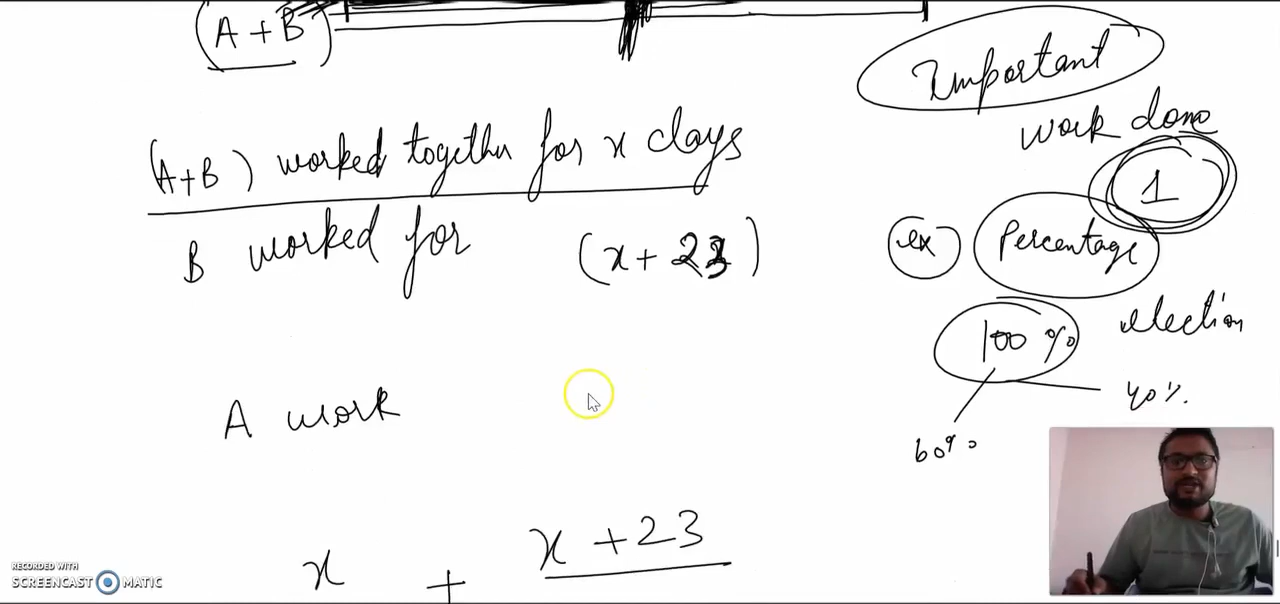 (A + B)
(A+B) worked together for x days
B worked for (x + 23)
A work
x + x + 23
Important
work done
1
ex Percentage
100 % election
60% 40%
RECORDED WITH
SCREENCAST MATIC